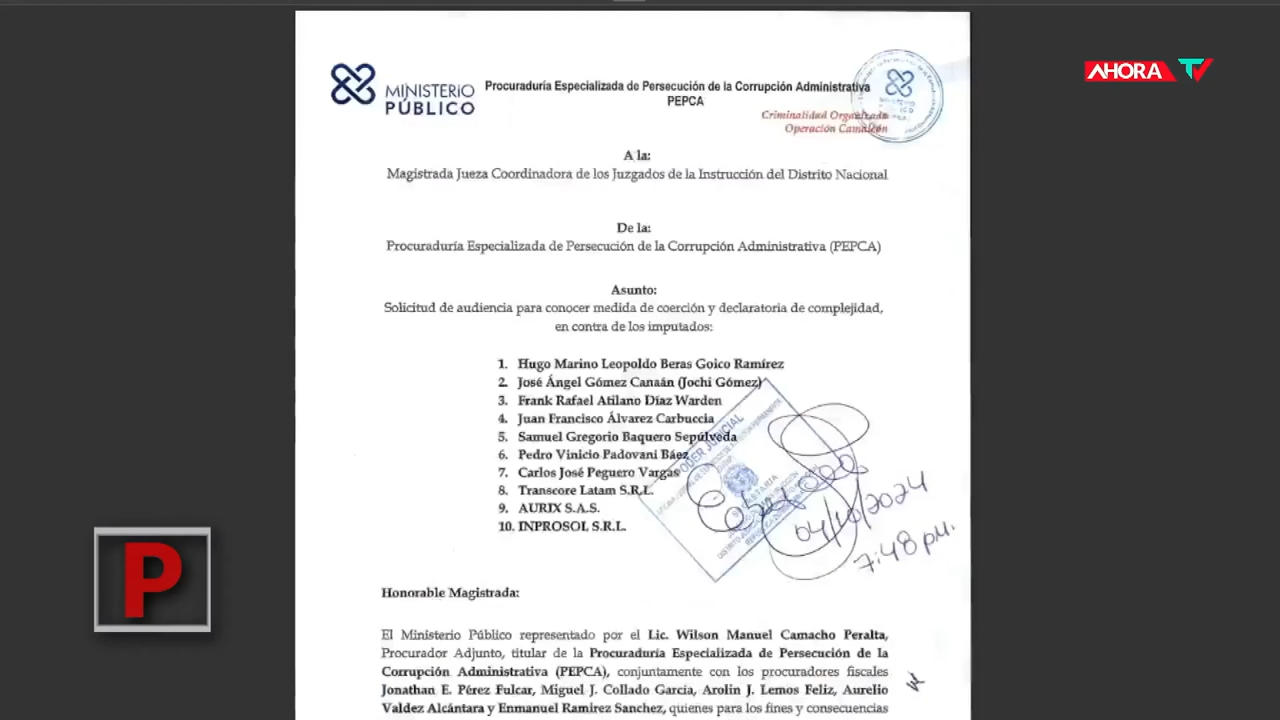 AHORA TV
MINISTERIO
PÚBLICO
Procuraduría Especializada de Persecución de la Corrupción Administrativa
PEPCA
Criminalidad Organizada
Operación Camaleón
A la:
Magistrada Jueza Coordinadora de los Juzgados de la Instrucción del Distrito Nacional
De la:
Procuraduría Especializada de Persecución de la Corrupción Administrativa (PEPCA)
Asunto:
Solicitud de audiencia para conocer medida de coerción y declaratoria de complejidad,
en contra de los imputados:
1. Hugo Marino Leopoldo Beras Goico Ramírez
2. José Ángel Gómez Canaán (Jochi Gómez)
3. Frank Rafael Atilano Díaz Warden
4. Juan Francisco Álvarez Carbuccia
5. Samuel Gregorio Baquero Sepúlveda
6. Pedro Vinicio Padovani Báez
7. Carlos José Peguero Vargas
8. Transcore Latam S.R.L.
9. AURIX S.A.S.
10. INPROSOL S.R.L.
PODER JUDICIAL
04/10/2024
7:48 p.m.
P
Honorable Magistrada:
El Ministerio Público representado por el Lic. Wilson Manuel Camacho Peralta,
Procurador Adjunto, titular de la Procuraduría Especializada de Persecución de la
Corrupción Administrativa (PEPCA), conjuntamente con los procuradores fiscales
Jonathan E. Pérez Fulcar, Miguel J. Collado García, Arolin J. Lemos Feliz, Aurelio
Valdez Alcántara y Enmanuel Ramirez Sanchez, quienes para los fines y consecuencias